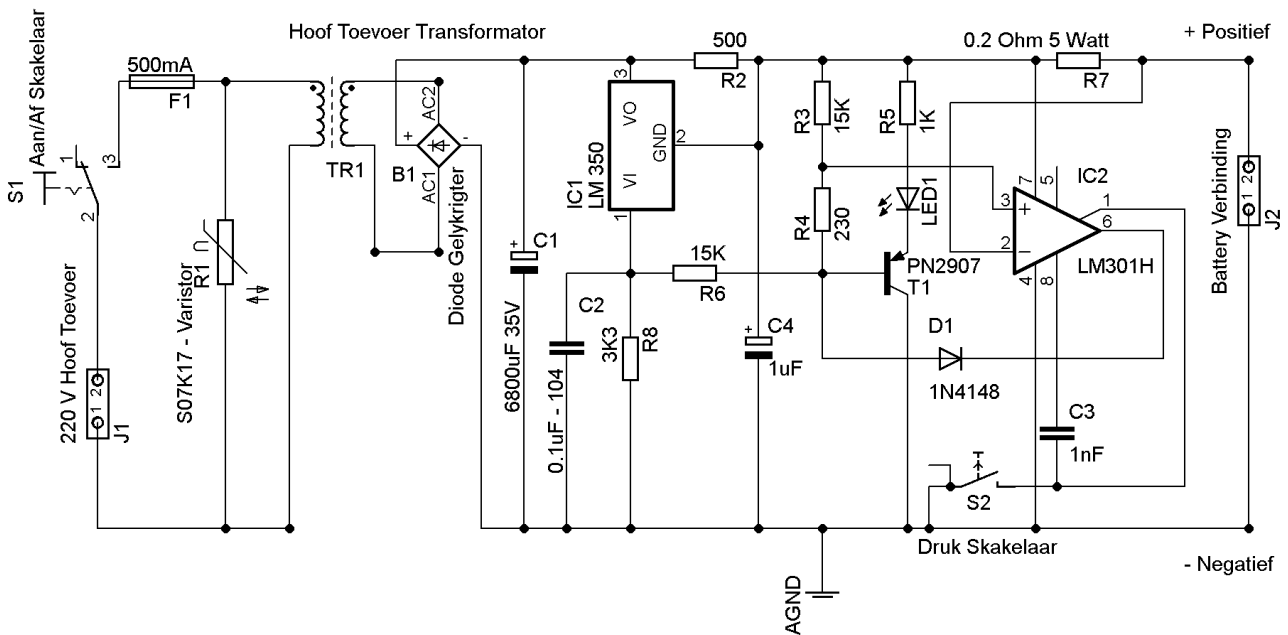 Hoof Toevoer Transformator
500
0.2 Ohm 5 Watt
+ Positief
R2
R7
500mA
F1
S1
Aan/Af Skakelaar
1
3
2
TR1
B1
+
-
AC2
AC1
Diode Gelykrigter
IC1
LM 350
3
VO
GND
2
VI
1
R3
15K
R5
1K
LED1
R4
230
7
5
IC2
3
+
2
−
1
6
4
8
LM301H
Battery Verbinding
2
1
J2
R1
S07K17 - Varistor
220 V Hoof Toevoer
2
1
J1
+
C1
6800uF 35V
C2
0.1uF - 104
15K
R6
3K3
R8
+
C4
1uF
PN2907
T1
D1
1N4148
C3
1nF
S2
Druk Skakelaar
- Negatief
AGND